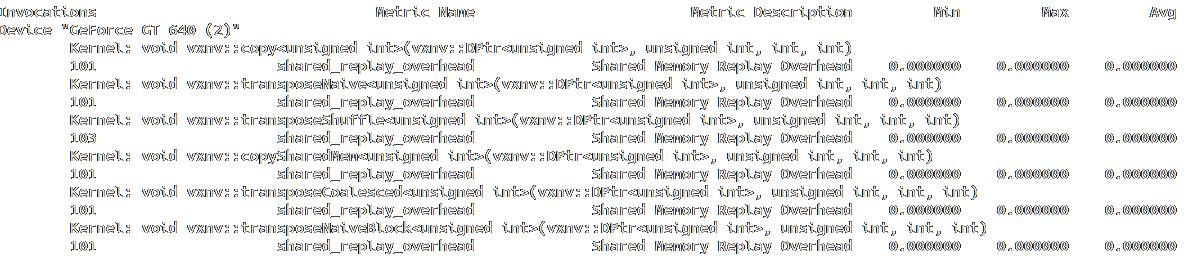 Invocations Metric Name Metric Description Min Max Avg
Device "GeForce GT 640 (2)"
Kernel: void vxnv::copy<unsigned int>(vxnv::DPtr<unsigned int>, unsigned int, int, int)
101 shared_replay_overhead Shared Memory Replay Overhead 0.000000 0.000000 0.000000
Kernel: void vxnv::transposeNaive<unsigned int>(vxnv::DPtr<unsigned int>, unsigned int, int, int)
101 shared_replay_overhead Shared Memory Replay Overhead 0.000000 0.000000 0.000000
Kernel: void vxnv::transposeShuffle<unsigned int>(vxnv::DPtr<unsigned int>, unsigned int, int, int)
103 shared_replay_overhead Shared Memory Replay Overhead 0.000000 0.000000 0.000000
Kernel: void vxnv::copySharedMem<unsigned int>(vxnv::DPtr<unsigned int>, unsigned int, int, int)
101 shared_replay_overhead Shared Memory Replay Overhead 0.000000 0.000000 0.000000
Kernel: void vxnv::transposeCoalesced<unsigned int>(vxnv::DPtr<unsigned int>, unsigned int, int, int)
101 shared_replay_overhead Shared Memory Replay Overhead 0.000000 0.000000 0.000000
Kernel: void vxnv::transposeNaiveBlock<unsigned int>(vxnv::DPtr<unsigned int>, unsigned int, int, int)
101 shared_replay_overhead Shared Memory Replay Overhead 0.000000 0.000000 0.000000